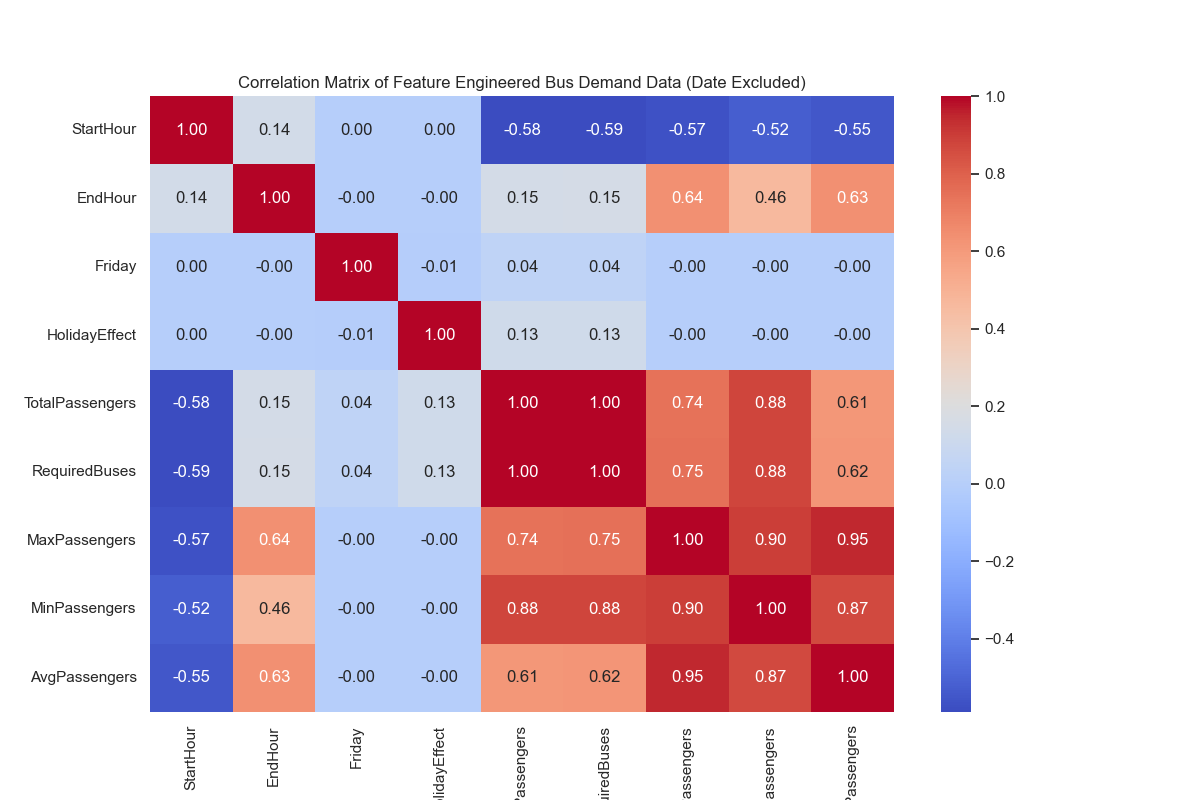 Correlation Matrix of Feature Engineered Bus Demand Data (Date Excluded)
StartHour 1.00 0.14 0.00 0.00 -0.58 -0.59 -0.57 -0.52 -0.55
EndHour 0.14 1.00 -0.00 -0.00 0.15 0.15 0.64 0.46 0.63
Friday 0.00 -0.00 1.00 -0.01 0.04 0.04 -0.00 -0.00 -0.00
HolidayEffect 0.00 -0.00 -0.01 1.00 0.13 0.13 -0.00 -0.00 -0.00
TotalPassengers -0.58 0.15 0.04 0.13 1.00 1.00 0.74 0.88 0.61
RequiredBuses -0.59 0.15 0.04 0.13 1.00 1.00 0.75 0.88 0.62
MaxPassengers -0.57 0.64 -0.00 -0.00 0.74 0.75 1.00 0.90 0.95
MinPassengers -0.52 0.46 -0.00 -0.00 0.88 0.88 0.90 1.00 0.87
AvgPassengers -0.55 0.63 -0.00 -0.00 0.61 0.62 0.95 0.87 1.00
StartHour
EndHour
Friday
lidayEffect
Passengers
uiredBuses
assengers
assengers
Passengers
1.0
0.8
0.6
0.4
0.2
0.0
−0.2
−0.4